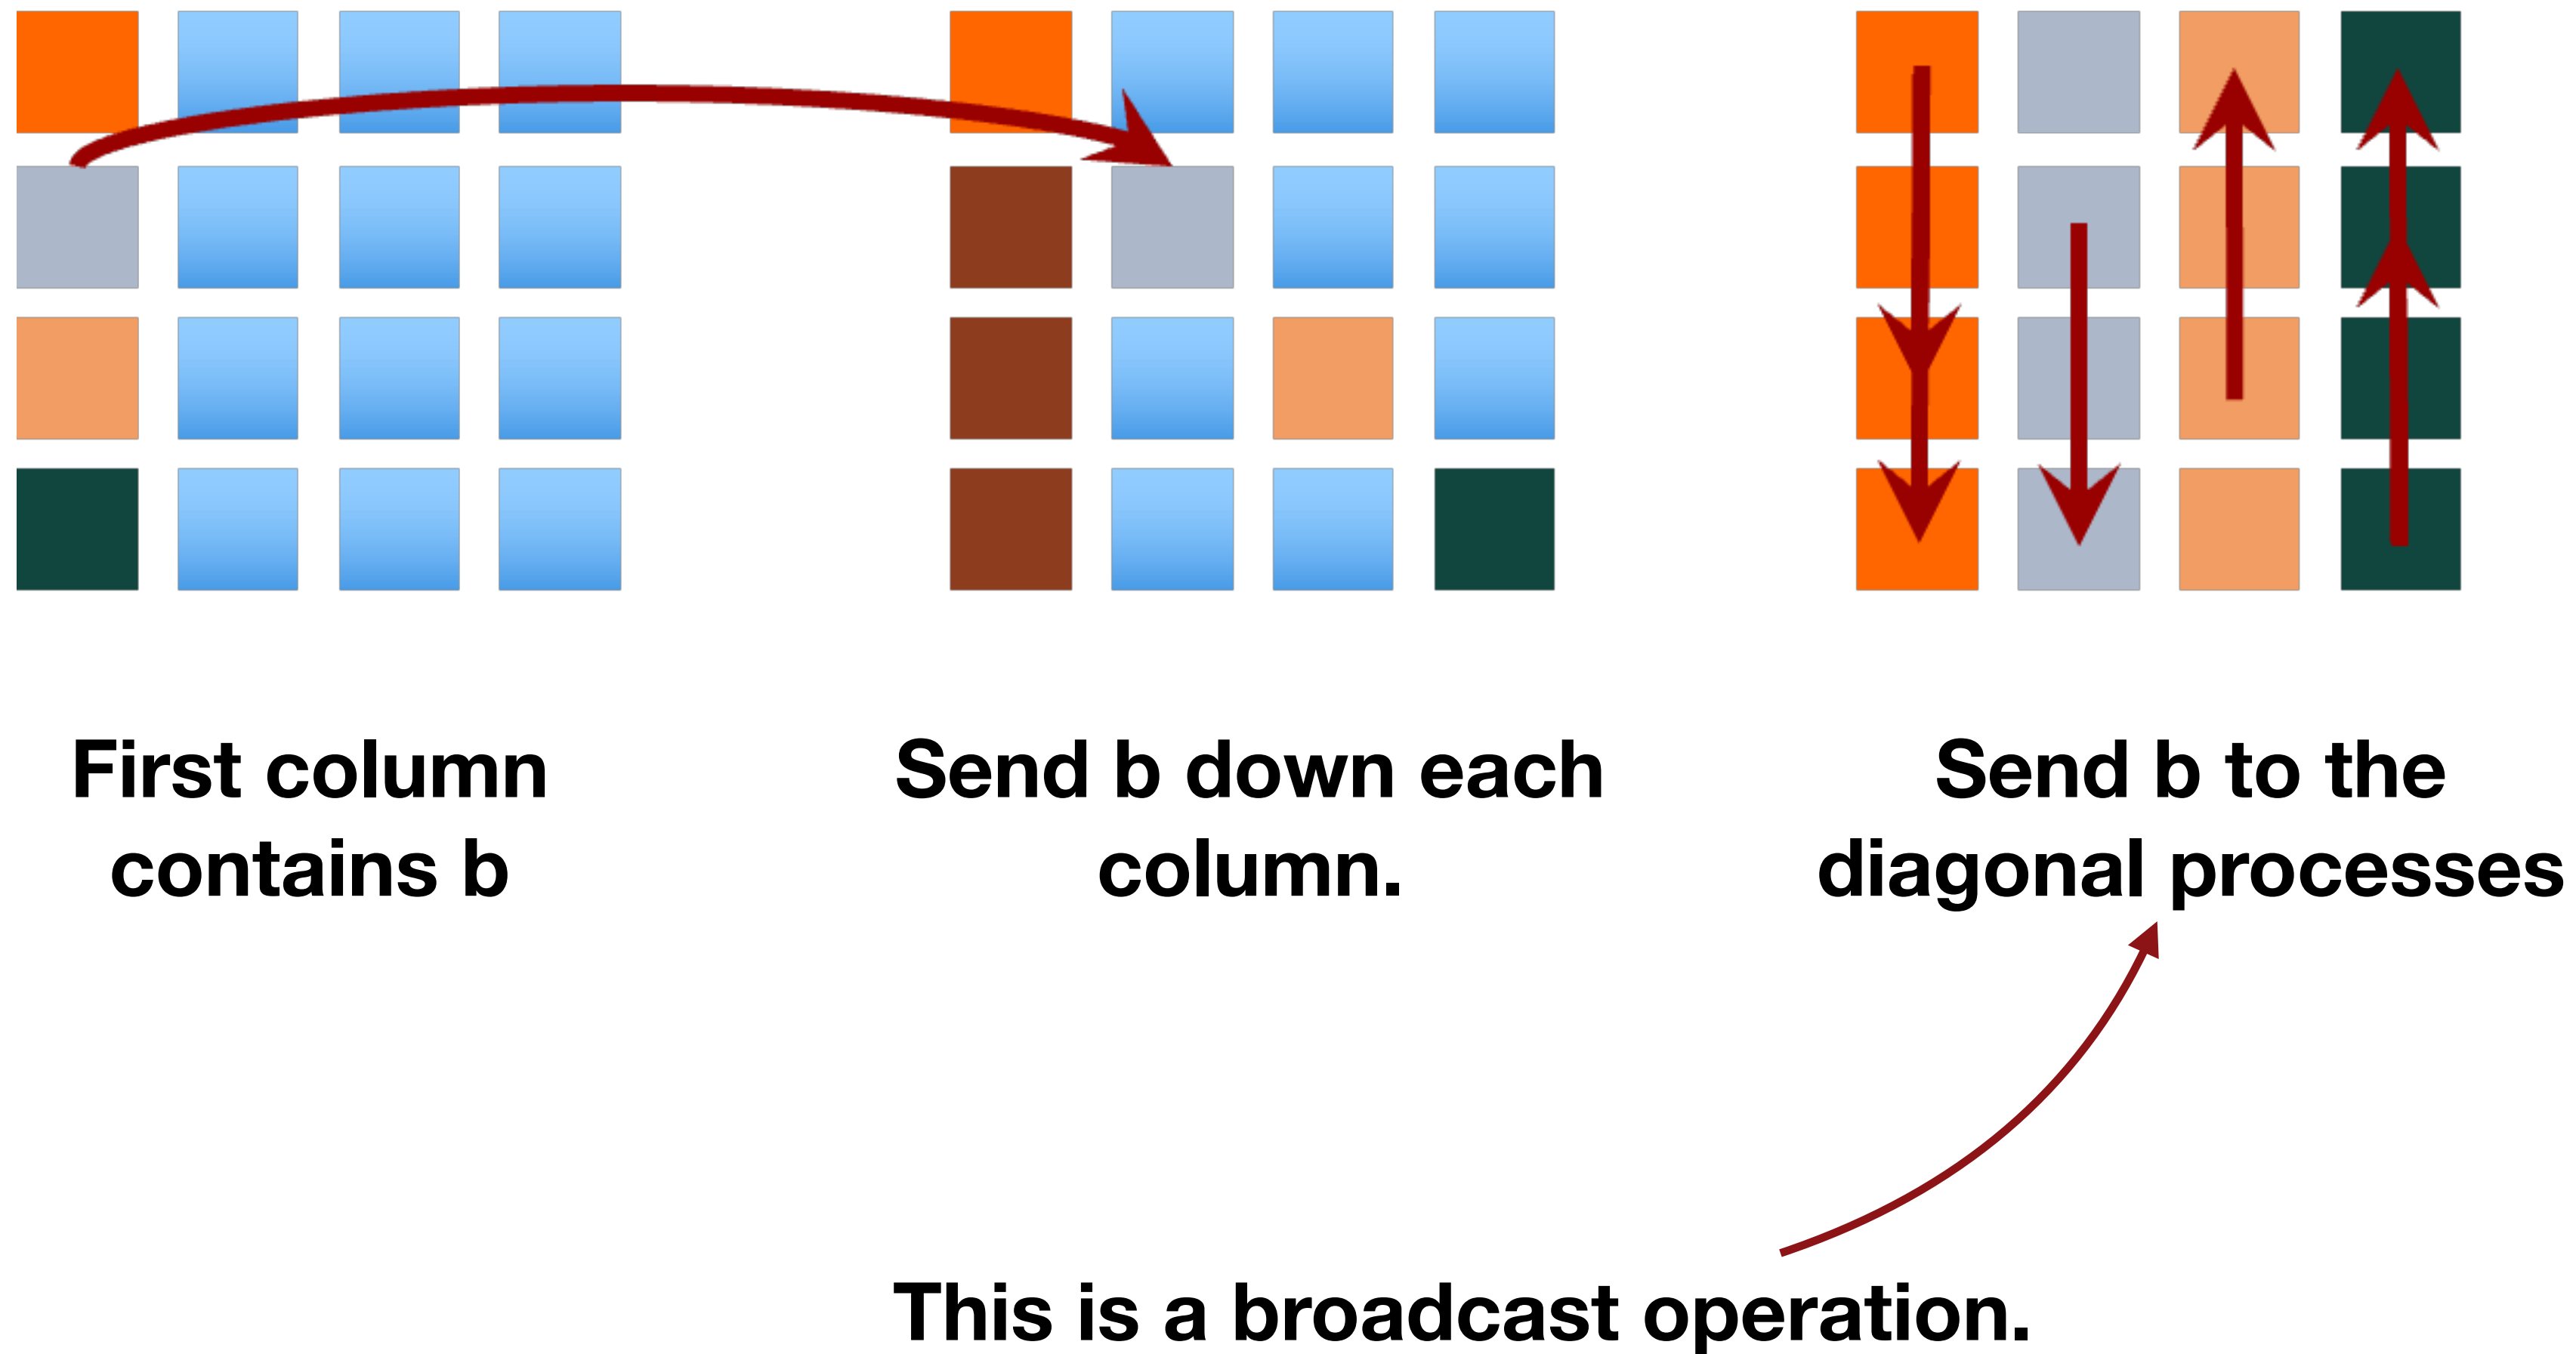 First column
contains b
Send b down each
column.
Send b to the
diagonal processes
This is a broadcast operation.